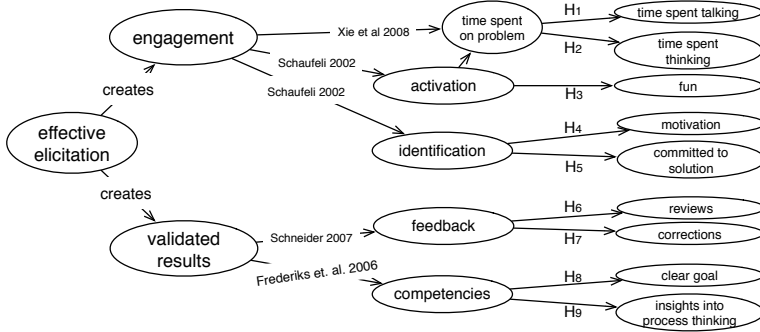 engagement
Xie et al 2008
time spent
on problem
H1
time spent talking
H2
time spent
thinking
Schaufeli 2002
activation
H3
fun
Schaufeli 2002
creates
identification
H4
motivation
H5
committed to
solution
effective
elicitation
creates
validated
results
Schneider 2007
feedback
H6
reviews
H7
corrections
Frederiks et. al. 2006
competencies
H8
clear goal
H9
insights into
process thinking